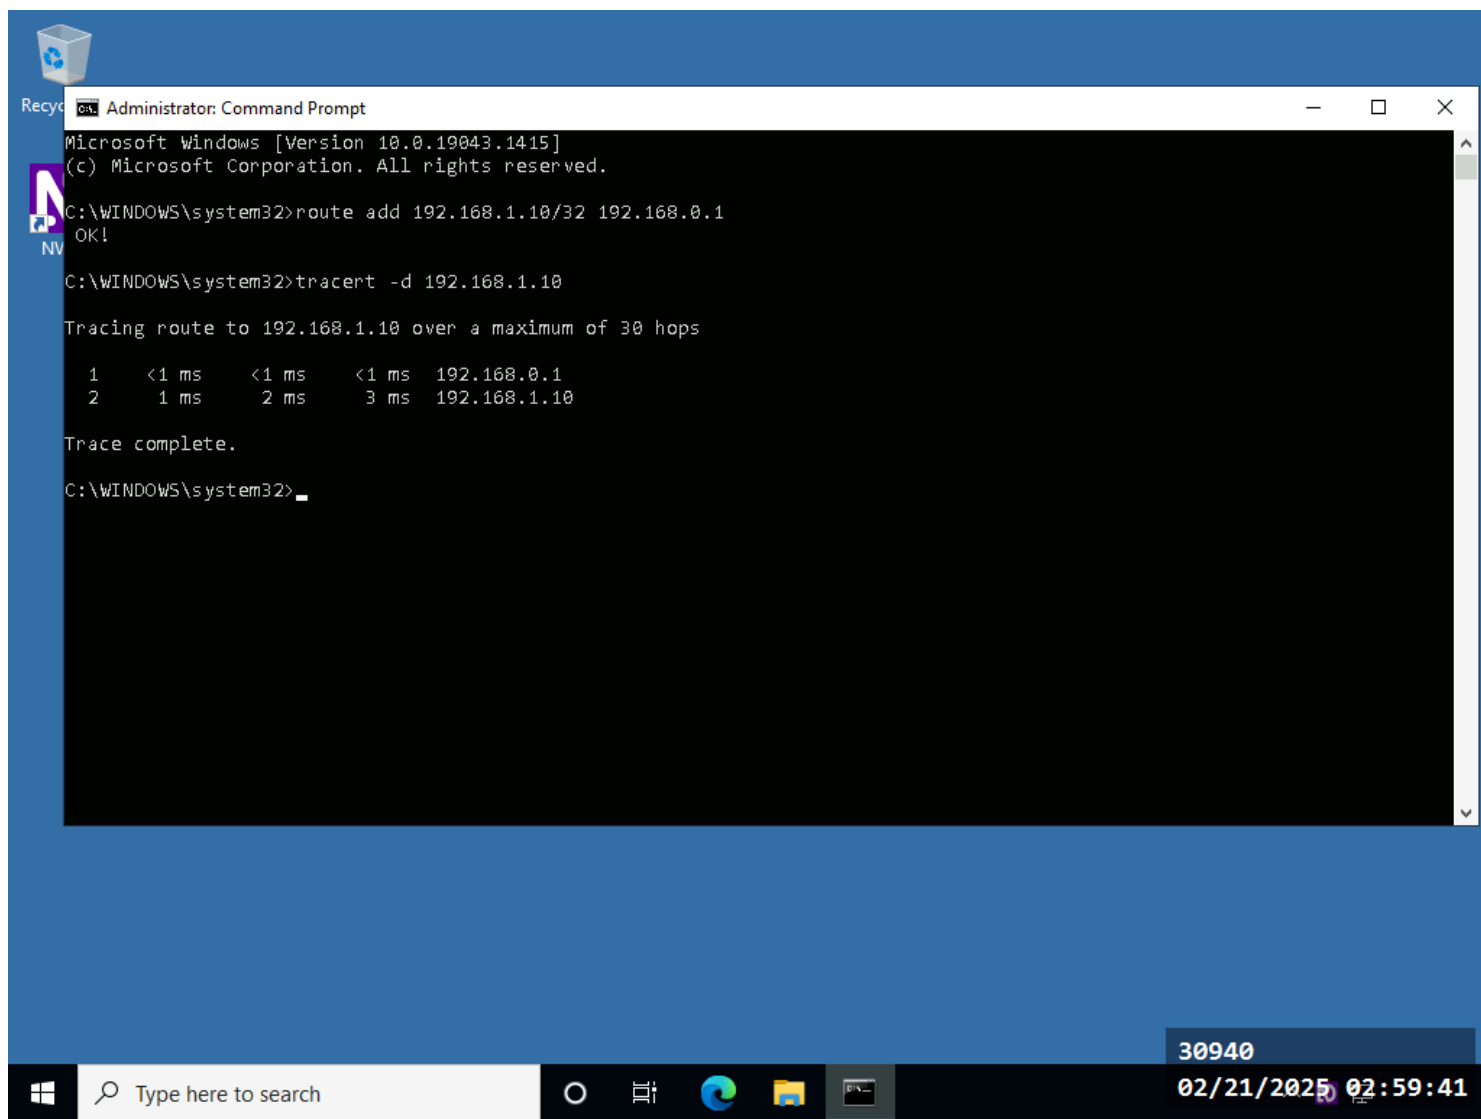 Recyc
Administrator: Command Prompt
Microsoft Windows [Version 10.0.19043.1415]
(c) Microsoft Corporation. All rights reserved.
C:\WINDOWS\system32>route add 192.168.1.10/32 192.168.0.1
OK!
NV
C:\WINDOWS\system32>tracert -d 192.168.1.10
Tracing route to 192.168.1.10 over a maximum of 30 hops
1 <1 ms <1 ms <1 ms 192.168.0.1
2 1 ms 2 ms 3 ms 192.168.1.10
Trace complete.
C:\WINDOWS\system32>
30940
Type here to search
02/21/2025 02:59:41